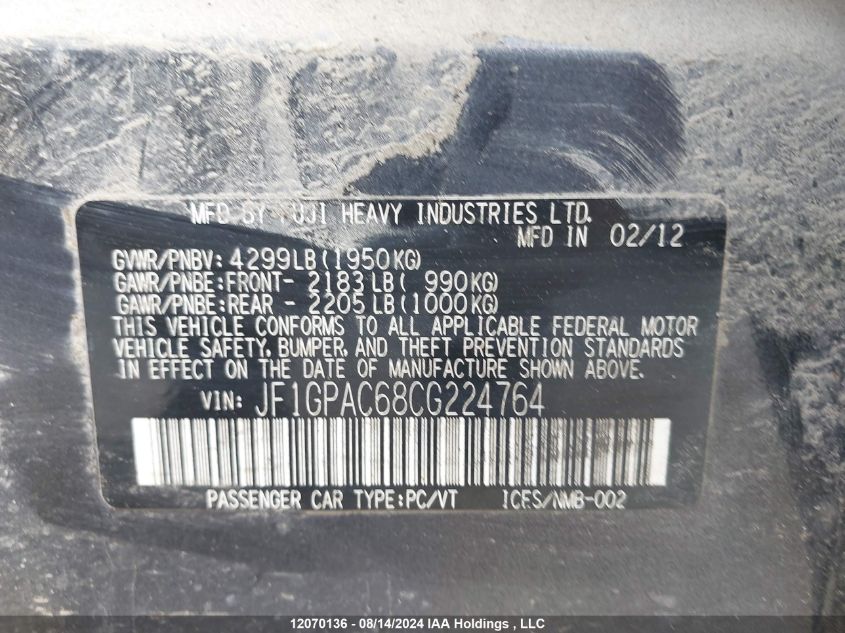 MFD BY FUJI HEAVY INDUSTRIES LTD.
MFD IN 02/12
GVWR/PNBV: 4299LB(1950KG)
GAWR/PNBE:FRONT- 2183LB( 990KG)
GAWR/PNBE:REAR - 2205LB(1000KG)
THIS VEHICLE CONFORMS TO ALL APPLICABLE FEDERAL MOTOR
VEHICLE SAFETY, BUMPER, AND THEFT PREVENTION STANDARDS
IN EFFECT ON THE DATE OF MANUFACTURE SHOWN ABOVE.
VIN: JF1GPAC68CG224764
PASSENGER CAR TYPE:PC/VT ICES/NMB-002
12070136 - 08/14/2024 IAA Holdings , LLC